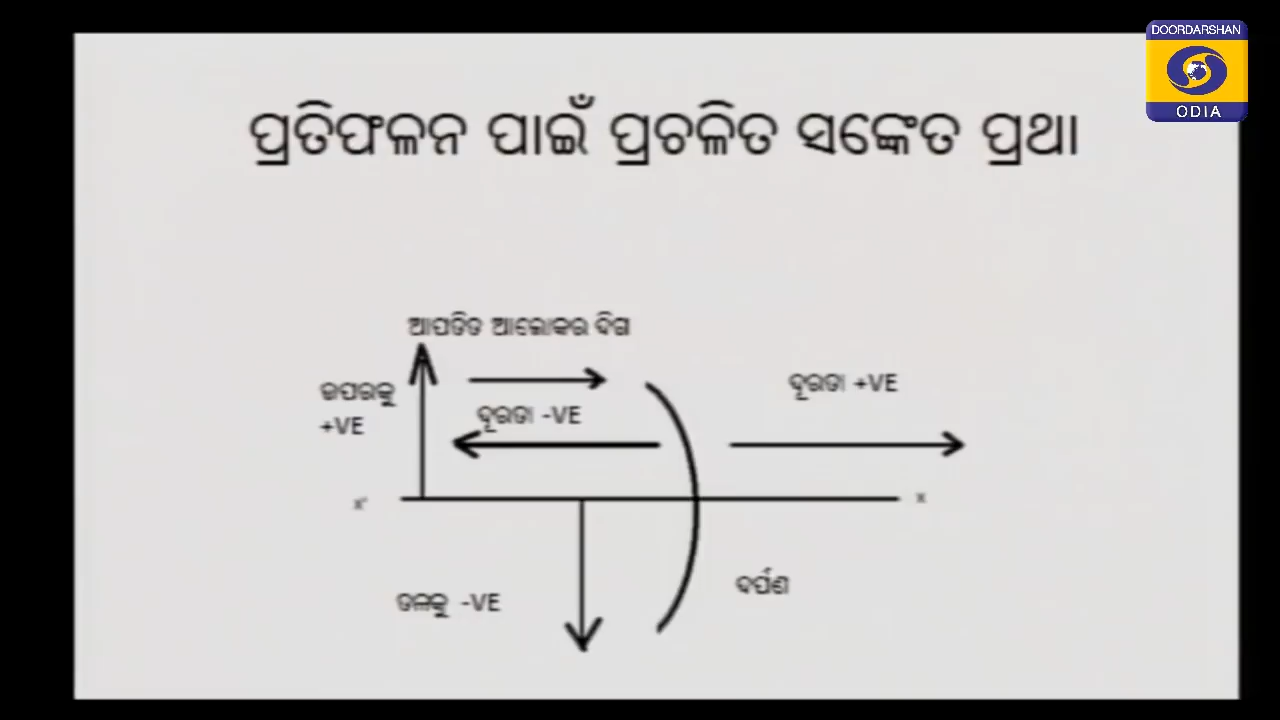 DOORDARSHAN
ODIA
ପ୍ରତିଫଳନ ପାଇଁ ପ୍ରଚଳିତ ସଙ୍କେତ ପ୍ରଥା
ଆପତିତ ଆଲୋକର ଦିଗ
ଉପରକୁ
+VE
ଦୂରତା -VE
ଦୂରତା +VE
X'
X
ତଳକୁ -VE
ଦର୍ପଣ